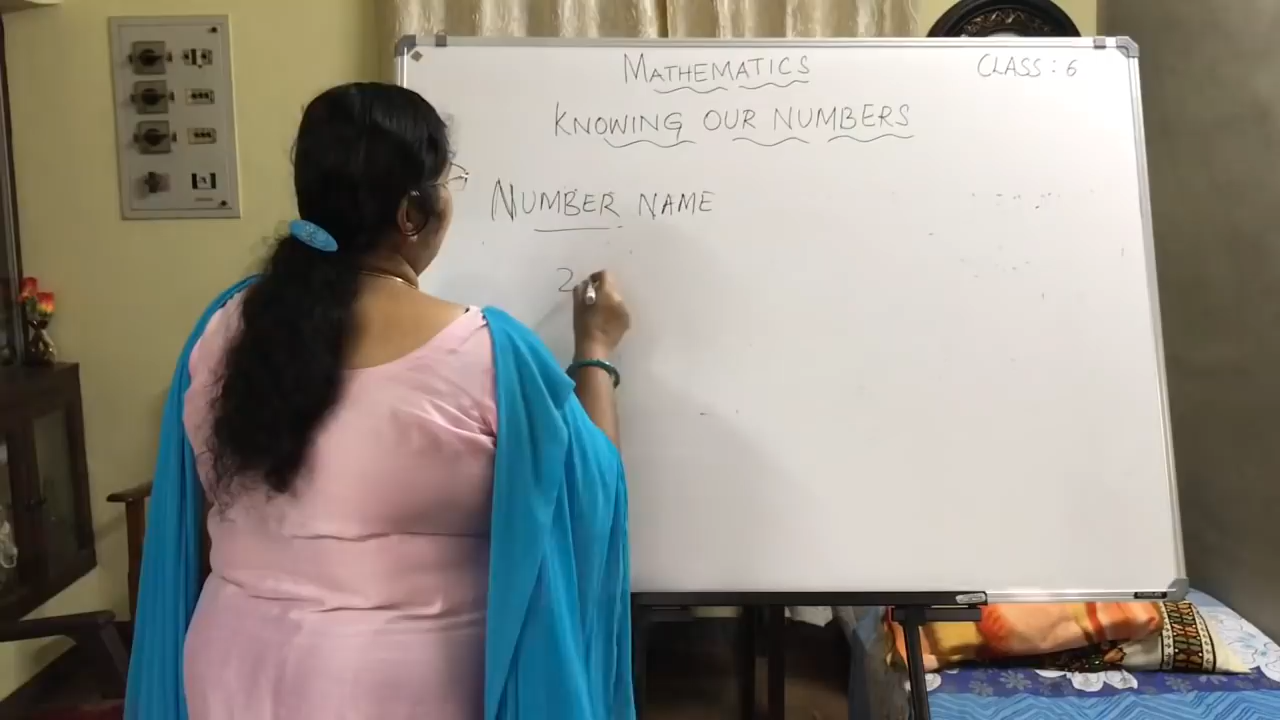 MATHEMATICS
CLASS : 6
KNOWING OUR NUMBERS
NUMBER NAME
2